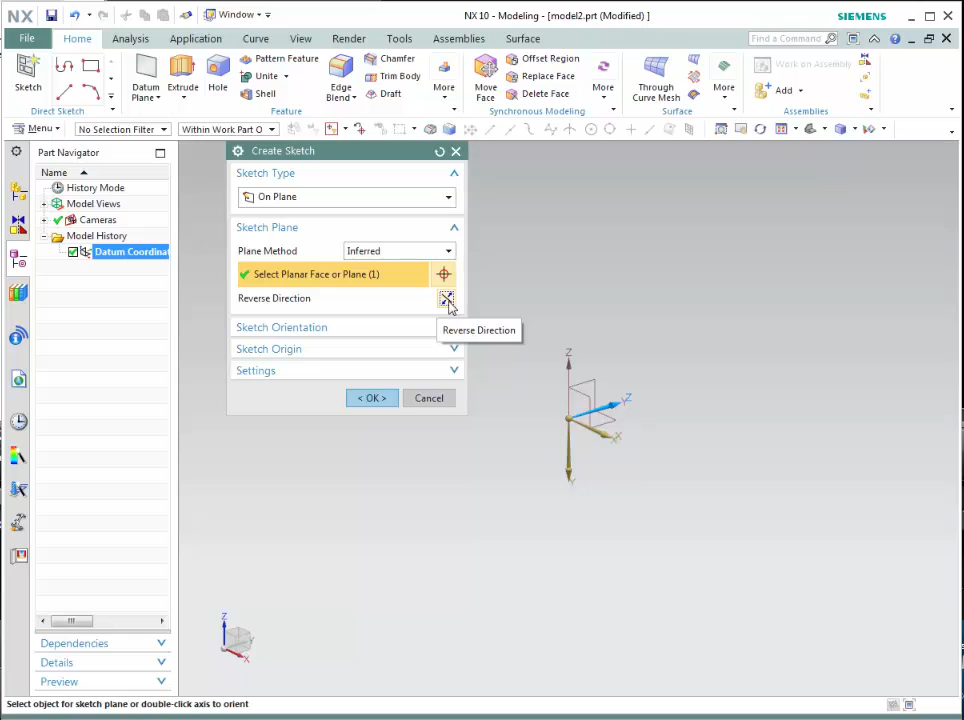 NX
Window
NX 10 - Modeling - [model2.prt (Modified) ]
SIEMENS
File
Home
Analysis
Application
Curve
View
Render
Tools
Assemblies
Surface
Find a Command
Sketch
Direct Sketch
Datum Plane
Extrude
Hole
Pattern Feature
Unite
Shell
Edge Blend
Chamfer
Trim Body
Draft
More
Feature
Move Face
Offset Region
Replace Face
Delete Face
More
Synchronous Modeling
Through Curve Mesh
More
Surface
Work on Assembly
Add
Assemblies
Menu
No Selection Filter
Within Work Part O
Part Navigator
Name
History Mode
Model Views
Cameras
Model History
Datum Coordinat
Dependencies
Details
Preview
Create Sketch
Sketch Type
On Plane
Sketch Plane
Plane Method
Inferred
Select Planar Face or Plane (1)
Reverse Direction
Reverse Direction
Sketch Orientation
Sketch Origin
Settings
< OK >
Cancel
Z
Z
Y
X
Y
Z
Y
X
Select object for sketch plane or double-click axis to orient